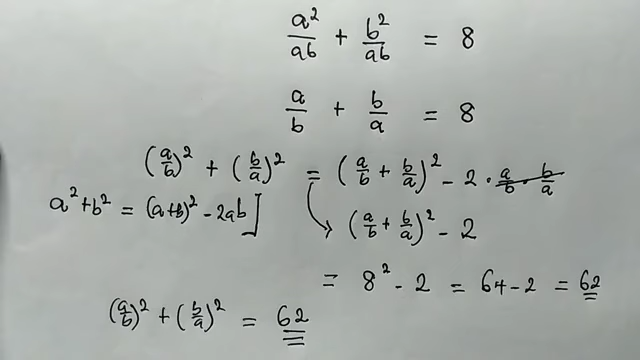 a²/ab + b²/ab = 8
a/b + b/a = 8
(a/b)² + (b/a)² = (a/b + b/a)² - 2 · a/b · b/a
a² + b² = (a+b)² - 2ab]
→ (a/b + b/a)² - 2
= 8² - 2 = 64 - 2 = 62
(a/b)² + (b/a)² = 62